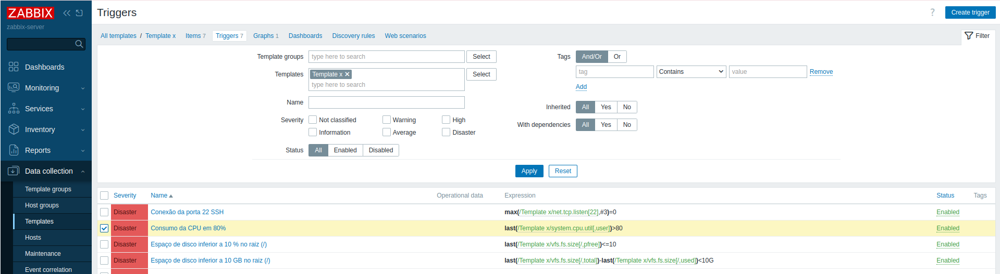 ZABBIX
zabbix-server
Dashboards
Monitoring
Services
Inventory
Reports
Data collection
Template groups
Host groups
Templates
Hosts
Maintenance
Event correlation
Triggers
? Create trigger
All templates / Template x Items 7 Triggers 7 Graphs 1 Dashboards Discovery rules Web scenarios
Filter
Template groups type here to search Select
Templates Template x Select
type here to search
Name
Severity Not classified Warning High
Information Average Disaster
Status All Enabled Disabled
Tags And/Or Or
tag Contains value Remove
Add
Inherited All Yes No
With dependencies All Yes No
Apply Reset
Severity Name Operational data Expression Status Tags
Disaster Conexão da porta 22 SSH max(/Template x/net.tcp.listen[22],#3)=0 Enabled
Disaster Consumo da CPU em 80% last(/Template x/system.cpu.util[,user])>80 Enabled
Disaster Espaço de disco inferior a 10 % no raiz (/) last(/Template x/vfs.fs.size[/,pfree])<=10 Enabled
Disaster Espaço de disco inferior a 10 GB no raiz (/) last(/Template x/vfs.fs.size[/,total])-last(/Template x/vfs.fs.size[/,used])<10G Enabled